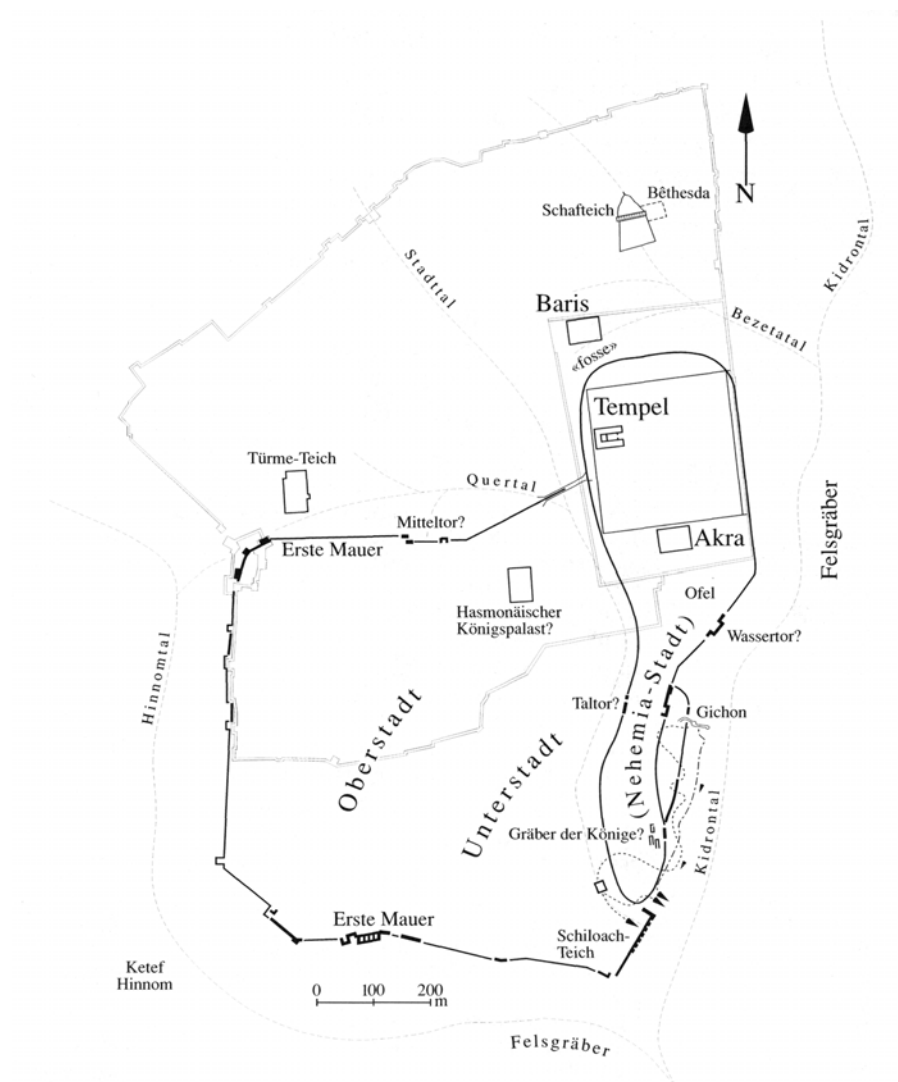 N
Bêthesda
Schafteich
Kidrontal
Stadttal
Baris
Bezetatal
«fosse»
Tempel
Türme-Teich
Quertal
Felsgräber
Mitteltor?
Erste Mauer
Akra
Hasmonäischer
Königspalast?
Ofel
Wassertor?
Hinnomtal
(Nehemia-Stadt)
Taltor?
Gichon
Oberstadt
Unterstadt
Gräber der Könige?
Kidrontal
Erste Mauer
Schiloach-
Teich
Ketef
Hinnom
0 100 200
m
Felsgräber